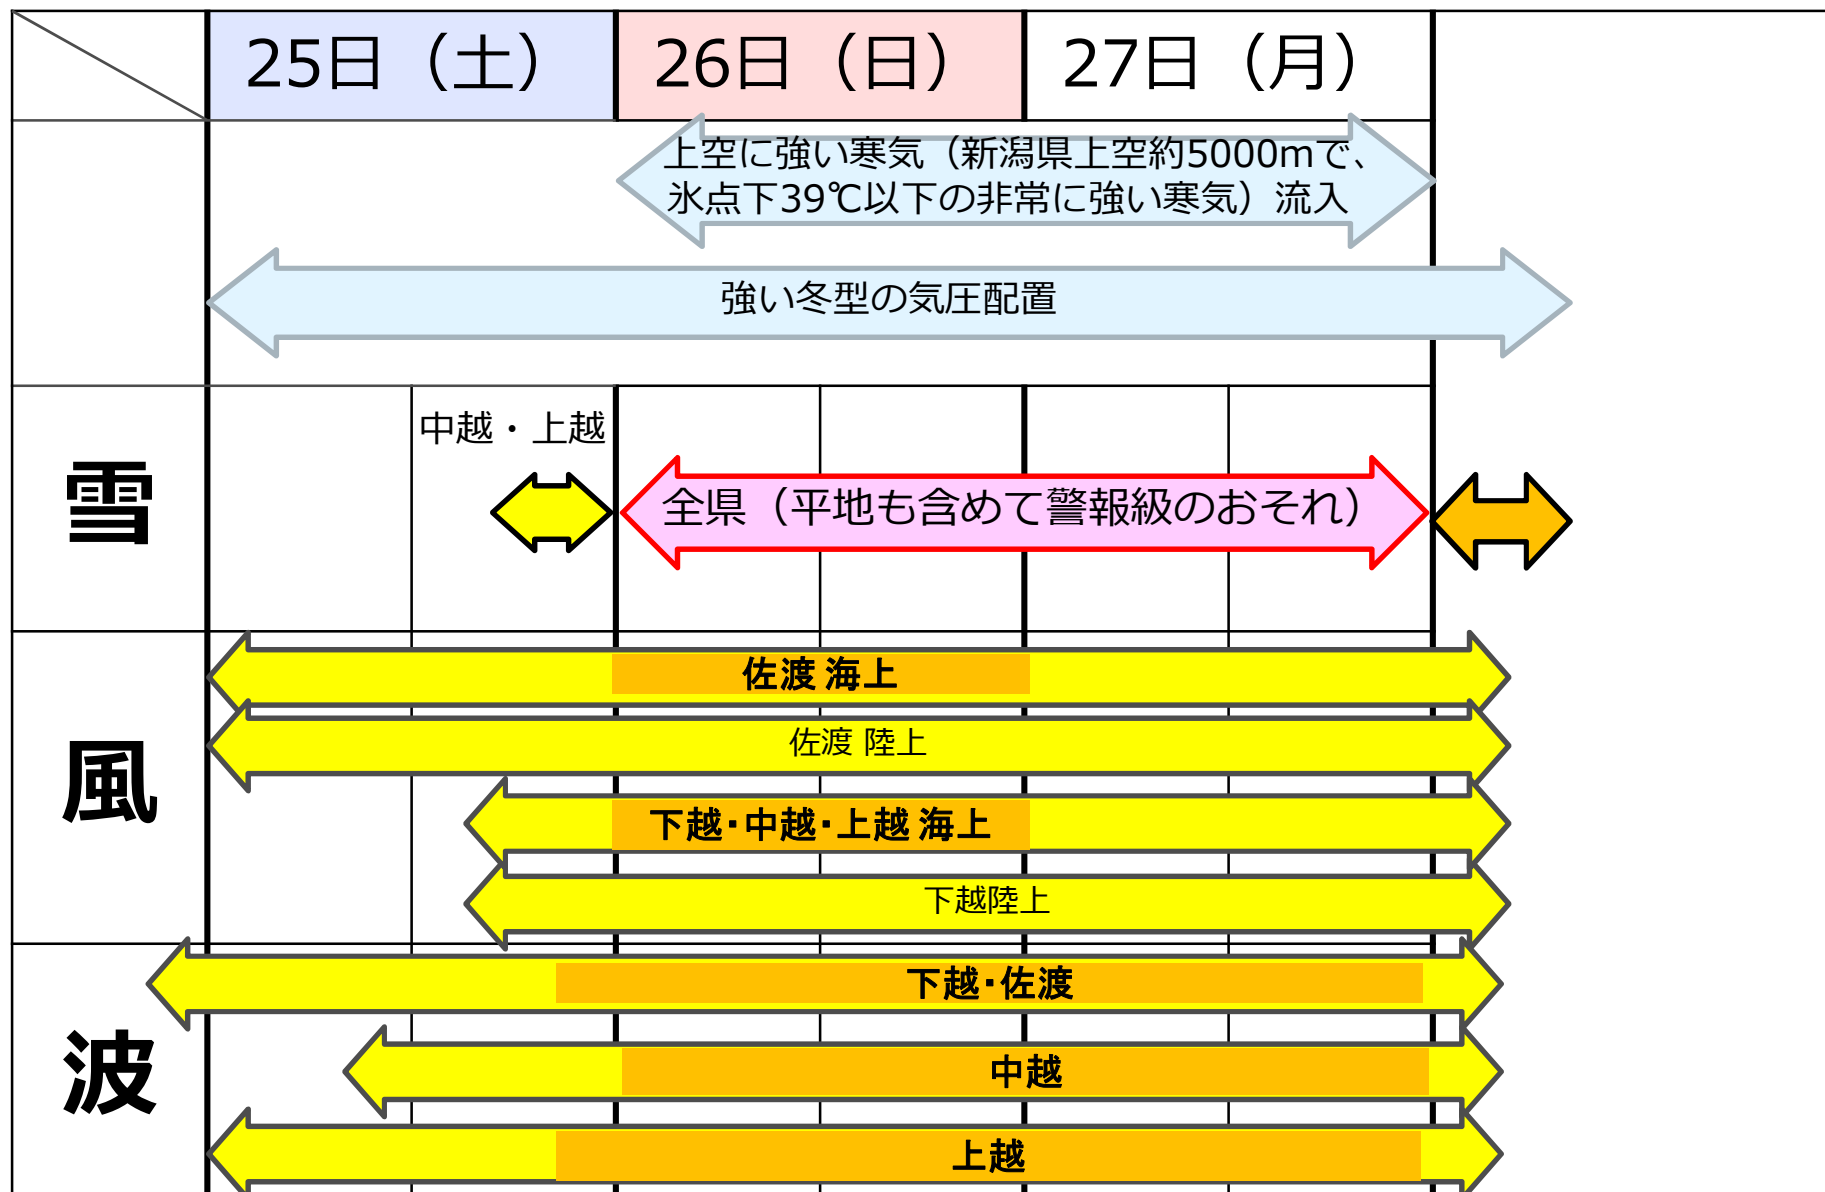 25日（土）
26日（日）
27日（月）
上空に強い寒気（新潟県上空約5000mで、
氷点下39℃以下の非常に強い寒気）流入
強い冬型の気圧配置
雪
中越・上越
全県（平地も含めて警報級のおそれ）
風
佐渡 海上
佐渡 陸上
下越・中越・上越 海上
下越陸上
波
下越・佐渡
中越
上越